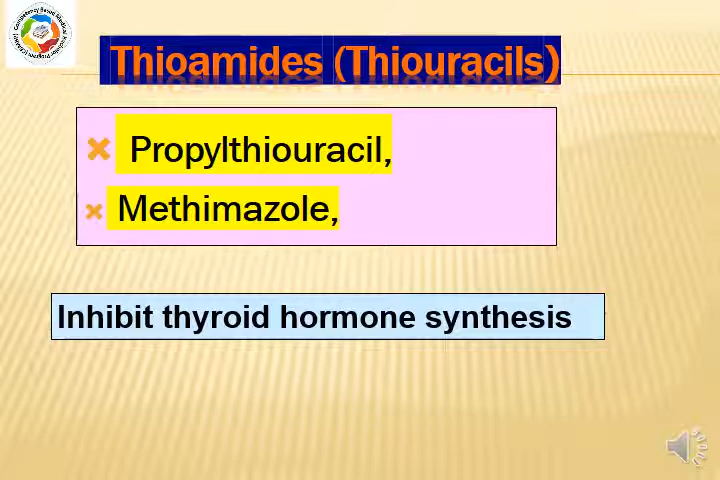 Thioamides (Thiouracils)
Propylthiouracil,
Methimazole,
Inhibit thyroid hormone synthesis